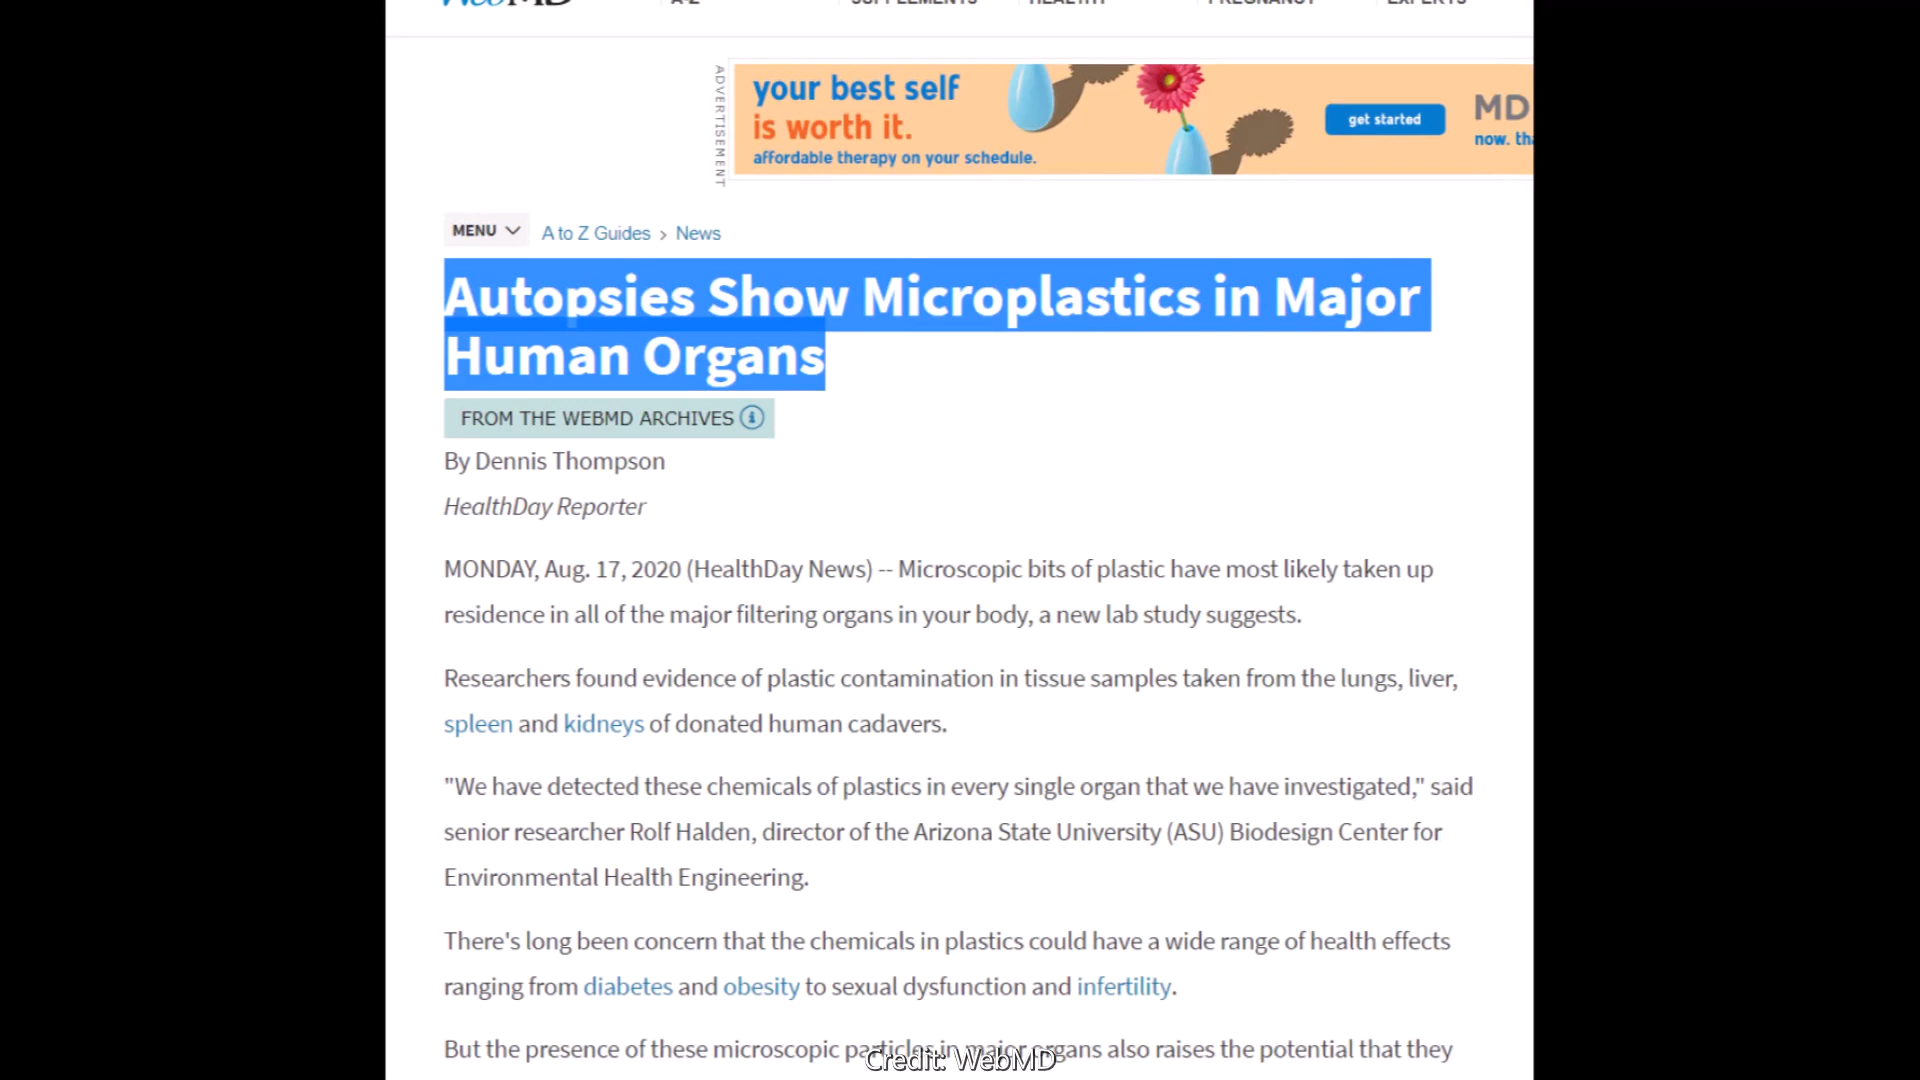 WebMD
A-Z
SUPPLEMENTS
HEALTHY
PREGNANCY
EXPERTS
ADVERTISEMENT
your best self
is worth it.
affordable therapy on your schedule.
get started
MD
now.
MENU
A to Z Guides > News
Autopsies Show Microplastics in Major
Human Organs
FROM THE WEBMD ARCHIVES
By Dennis Thompson
HealthDay Reporter
MONDAY, Aug. 17, 2020 (HealthDay News) -- Microscopic bits of plastic have most likely taken up
residence in all of the major filtering organs in your body, a new lab study suggests.
Researchers found evidence of plastic contamination in tissue samples taken from the lungs, liver,
spleen and kidneys of donated human cadavers.
"We have detected these chemicals of plastics in every single organ that we have investigated," said
senior researcher Rolf Halden, director of the Arizona State University (ASU) Biodesign Center for
Environmental Health Engineering.
There's long been concern that the chemicals in plastics could have a wide range of health effects
ranging from diabetes and obesity to sexual dysfunction and infertility.
But the presence of these microscopic particles in major organs also raises the potential that they
Credit: WebMD